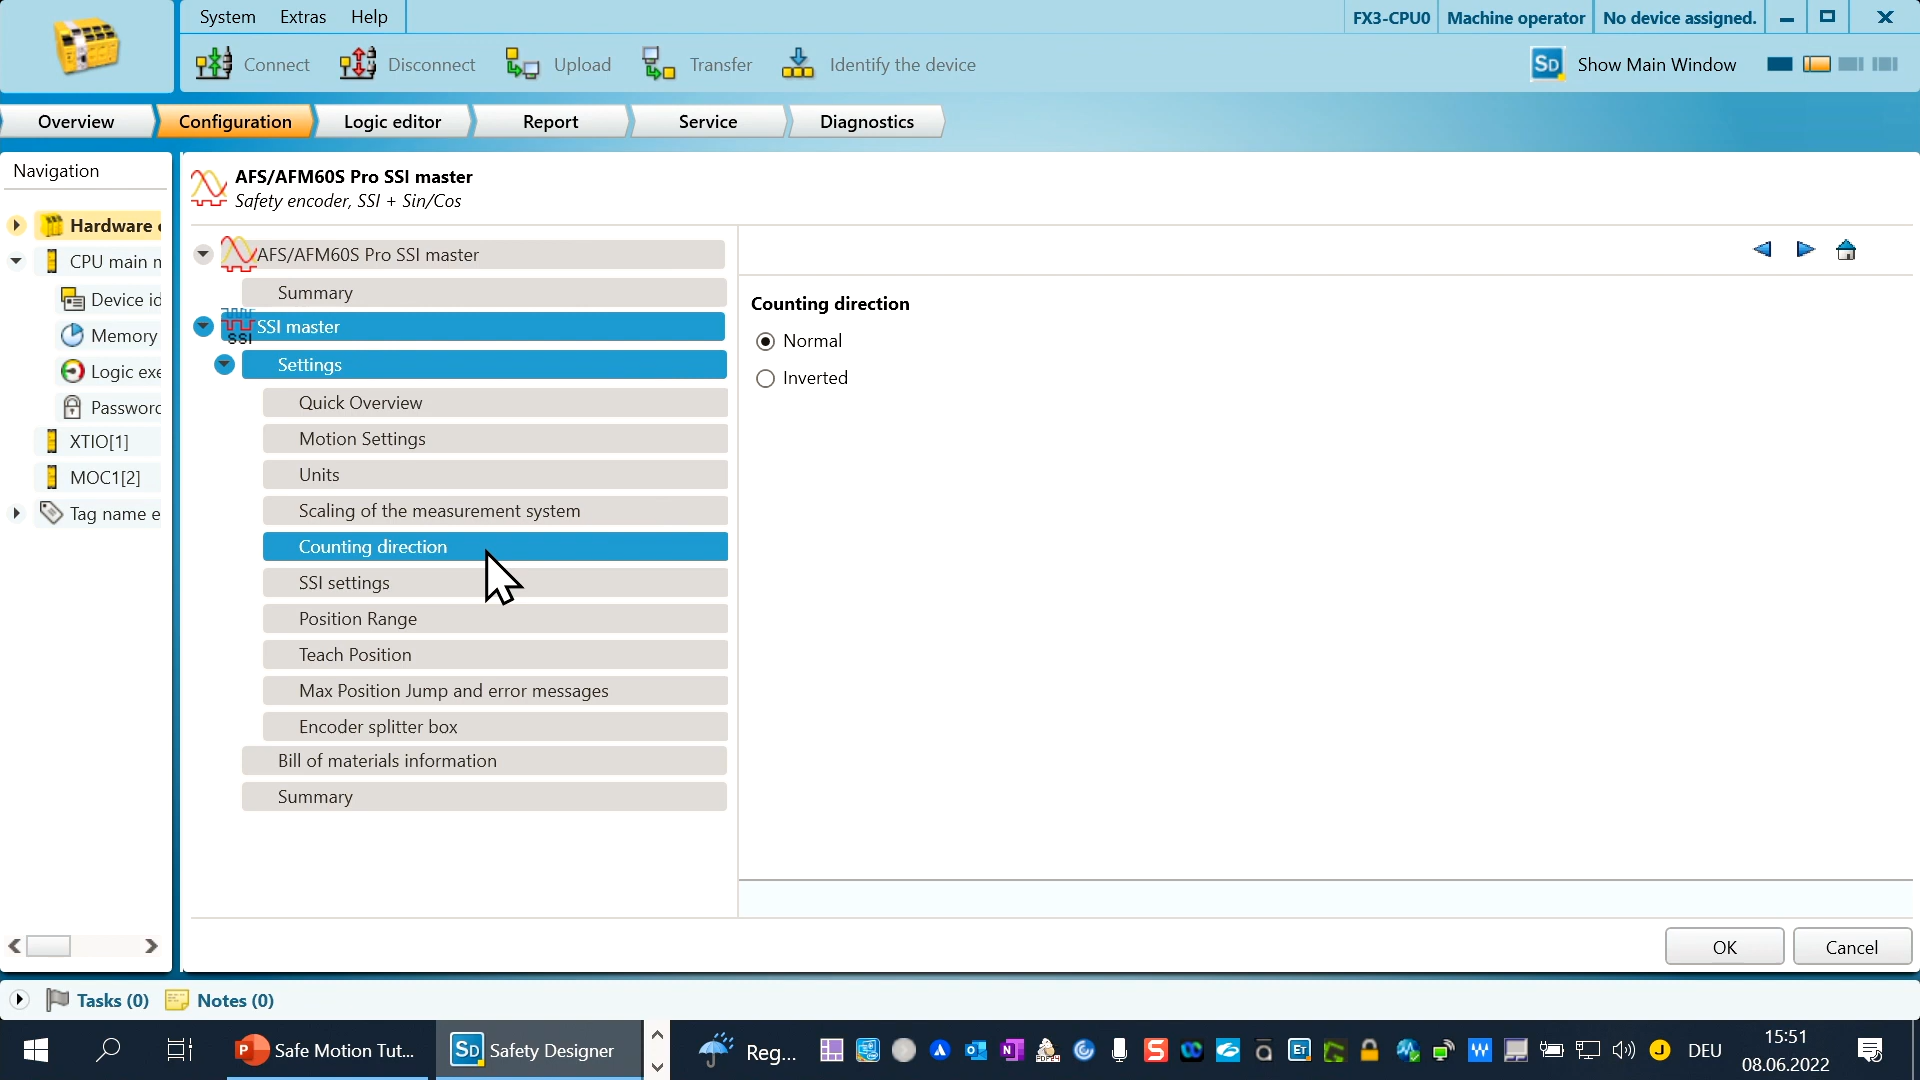 System Extras Help
FX3-CPU0 Machine operator No device assigned.
Connect Disconnect Upload Transfer Identify the device
SD Show Main Window
Overview Configuration Logic editor Report Service Diagnostics
Navigation
Hardware
CPU main
Device id
Memory
Logic exe
Password
XTIO[1]
MOC1[2]
Tag name e
AFS/AFM60S Pro SSI master
Safety encoder, SSI + Sin/Cos
AFS/AFM60S Pro SSI master
Summary
SSI master
SSI
Settings
Quick Overview
Motion Settings
Units
Scaling of the measurement system
Counting direction
SSI settings
Position Range
Teach Position
Max Position Jump and error messages
Encoder splitter box
Bill of materials information
Summary
Counting direction
Normal
Inverted
OK Cancel
Tasks (0) Notes (0)
Safe Motion Tut... SD Safety Designer Reg... DEU 15:51
08.06.2022